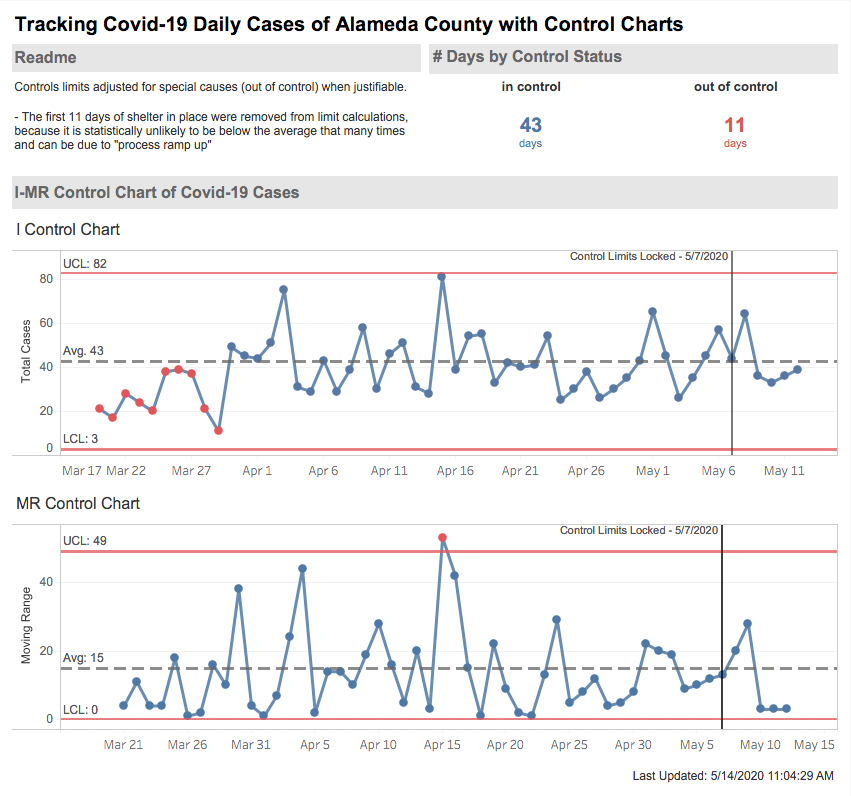 Tracking Covid-19 Daily Cases of Alameda County with Control Charts
Readme
# Days by Control Status
Controls limits adjusted for special causes (out of control) when justifiable.
- The first 11 days of shelter in place were removed from limit calculations,
because it is statistically unlikely to be below the average that many times
and can be due to "process ramp up"
in control
out of control
43
11
days
days
I-MR Control Chart of Covid-19 Cases
I Control Chart
Control Limits Locked - 5/7/2020
UCL: 82
80
60
Avg. 43
40
20
LCL: 3
0
Total Cases
Mar 17 Mar 22 Mar 27 Apr 1 Apr 6 Apr 11 Apr 16 Apr 21 Apr 26 May 1 May 6 May 11
MR Control Chart
Control Limits Locked - 5/7/2020
UCL: 49
40
20
Avg: 15
LCL: 0
0
Moving Range
Mar 21 Mar 26 Mar 31 Apr 5 Apr 10 Apr 15 Apr 20 Apr 25 Apr 30 May 5 May 10 May 15
Last Updated: 5/14/2020 11:04:29 AM